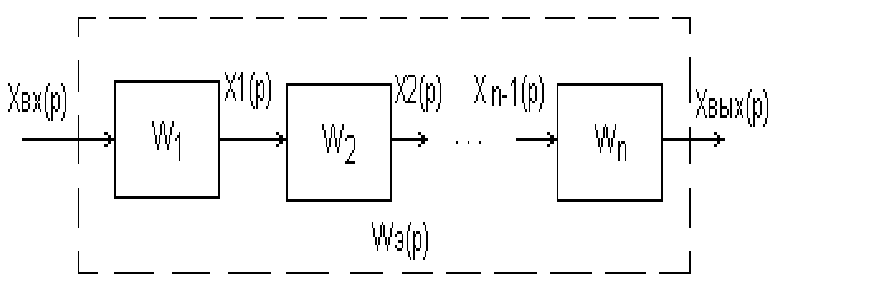 Xвх(р)
X1(р)
X2(р)
Xn-1(р)
Xвых(р)
W1
W2
. . .
Wn
Wэ(р)